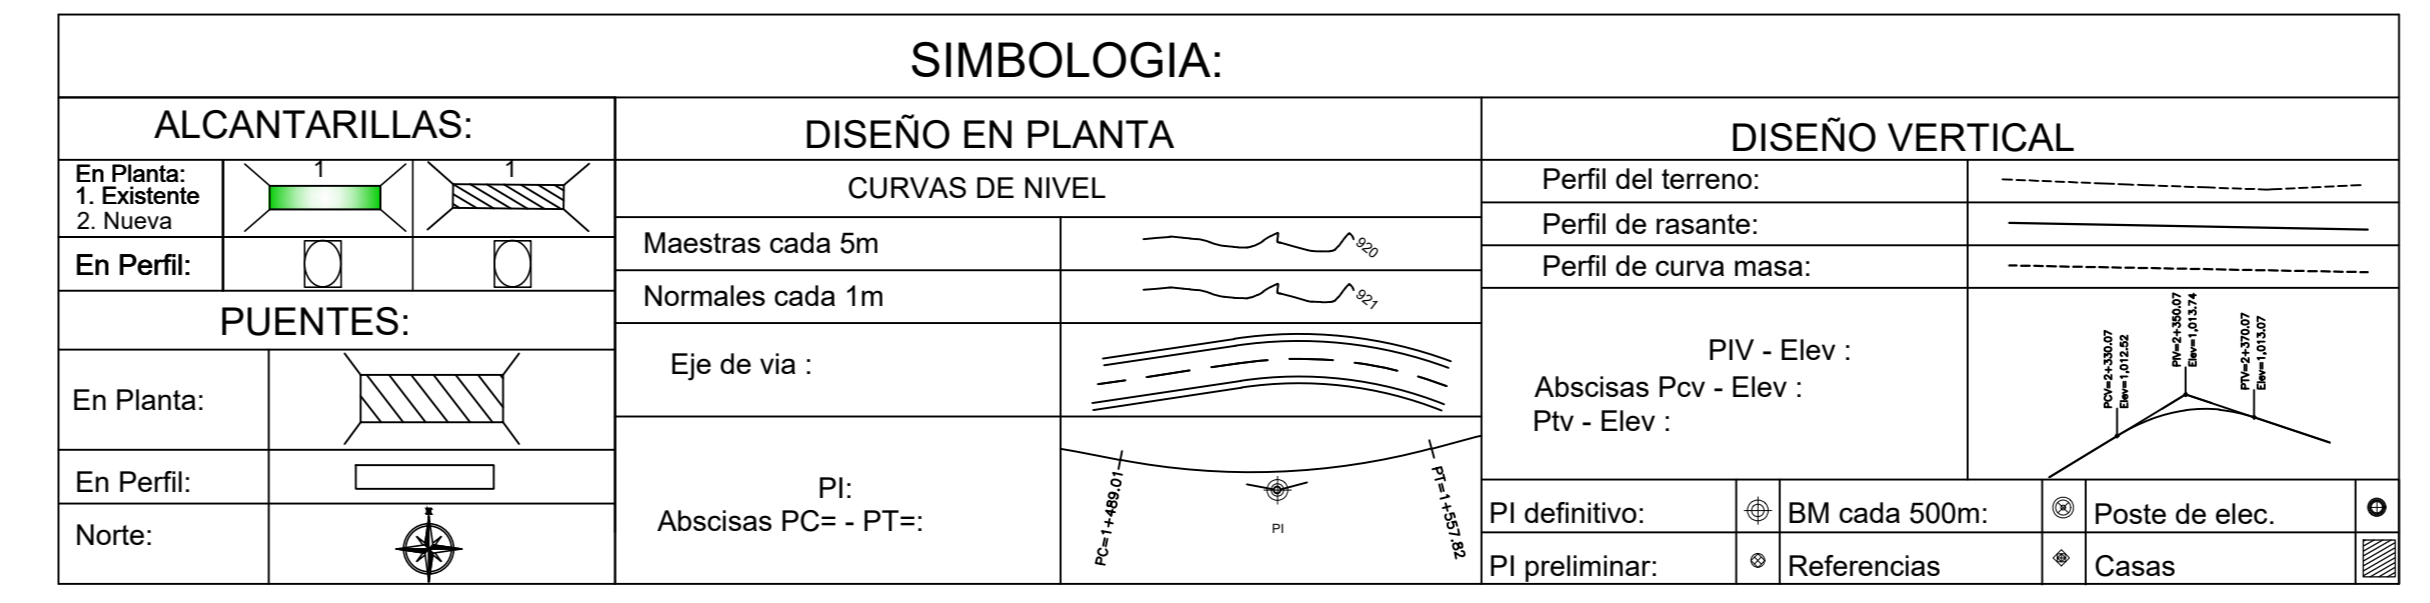 SIMBOLOGIA:
ALCANTARILLAS:
En Planta:
1. Existente
2. Nueva
1
1
En Perfil:
PUENTES:
En Planta:
En Perfil:
Norte:
DISEÑO EN PLANTA
CURVAS DE NIVEL
Maestras cada 5m
920
Normales cada 1m
921
Eje de via :
PI:
Abscisas PC= - PT=:
PC=1+489.01
PI
PT=1+557.82
DISEÑO VERTICAL
Perfil del terreno:
Perfil de rasante:
Perfil de curva masa:
PIV - Elev :
Abscisas Pcv - Elev :
Ptv - Elev :
PCV=2+330.07
Elev=1,012.52
PIV=2+350.07
Elev=1,013.74
PTV=2+370.07
Elev=1,013.07
PI definitivo:
BM cada 500m:
Poste de elec.
PI preliminar:
Referencias
Casas